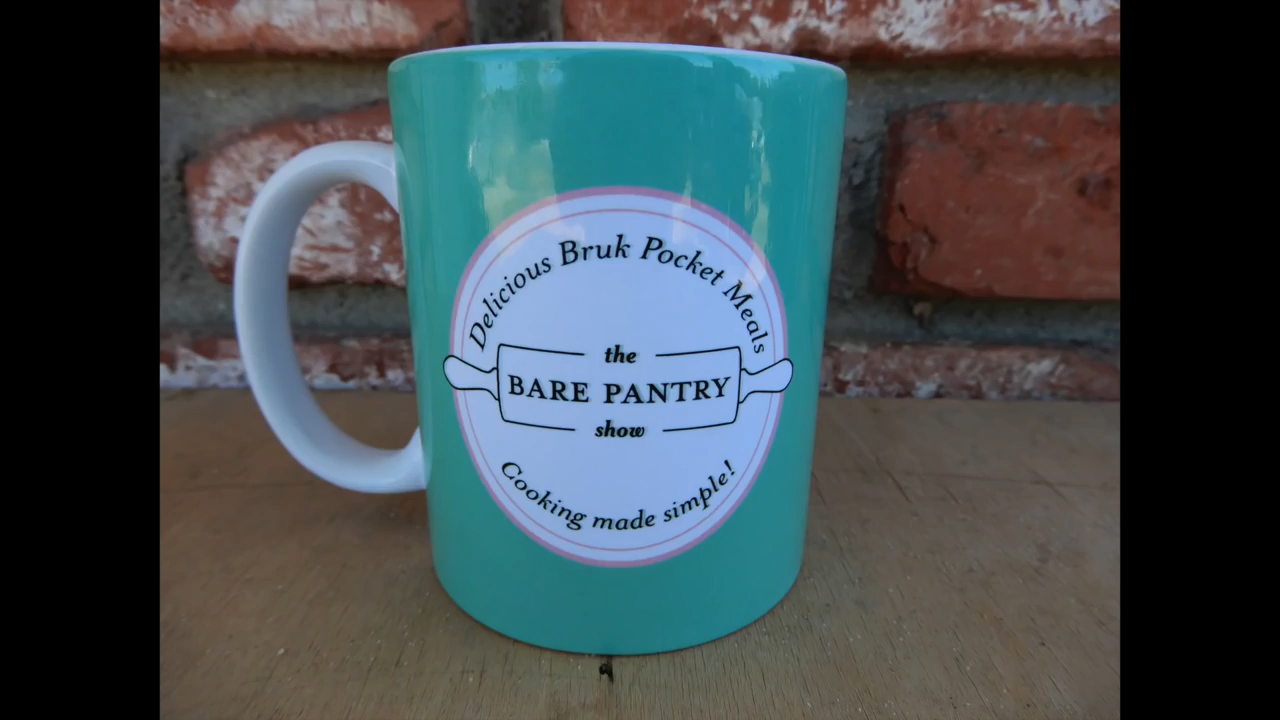 Delicious Bruk Pocket Meals
the
BARE PANTRY
show
Cooking made simple!